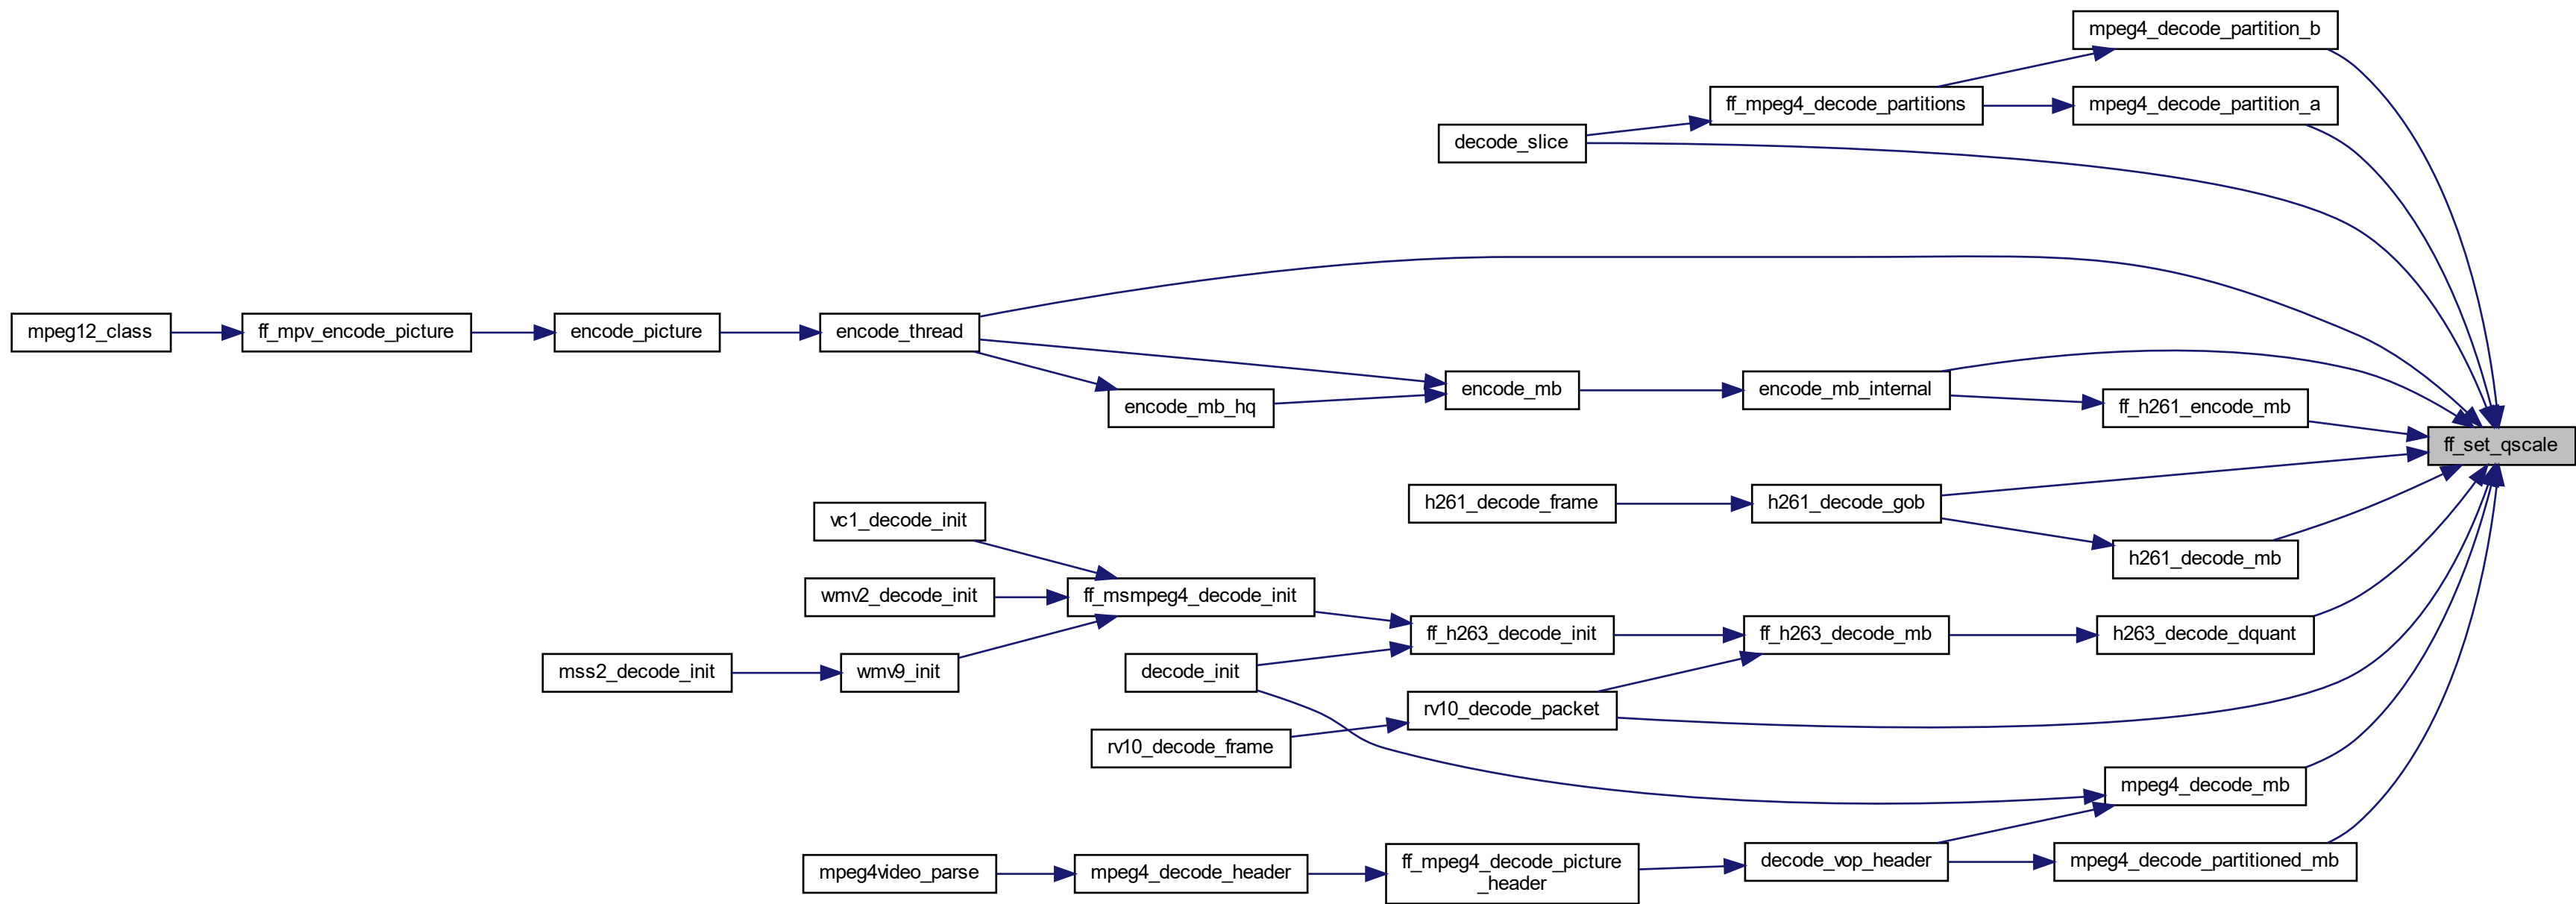 mpeg4_decode_partition_b
ff_mpeg4_decode_partitions
mpeg4_decode_partition_a
decode_slice
mpeg12_class
ff_mpv_encode_picture
encode_picture
encode_thread
encode_mb_hq
encode_mb
encode_mb_internal
ff_h261_encode_mb
ff_set_qscale
h261_decode_frame
h261_decode_gob
h261_decode_mb
vc1_decode_init
wmv2_decode_init
ff_msmpeg4_decode_init
ff_h263_decode_init
ff_h263_decode_mb
h263_decode_dquant
mss2_decode_init
wmv9_init
decode_init
rv10_decode_packet
rv10_decode_frame
mpeg4_decode_mb
mpeg4video_parse
mpeg4_decode_header
ff_mpeg4_decode_picture
_header
decode_vop_header
mpeg4_decode_partitioned_mb